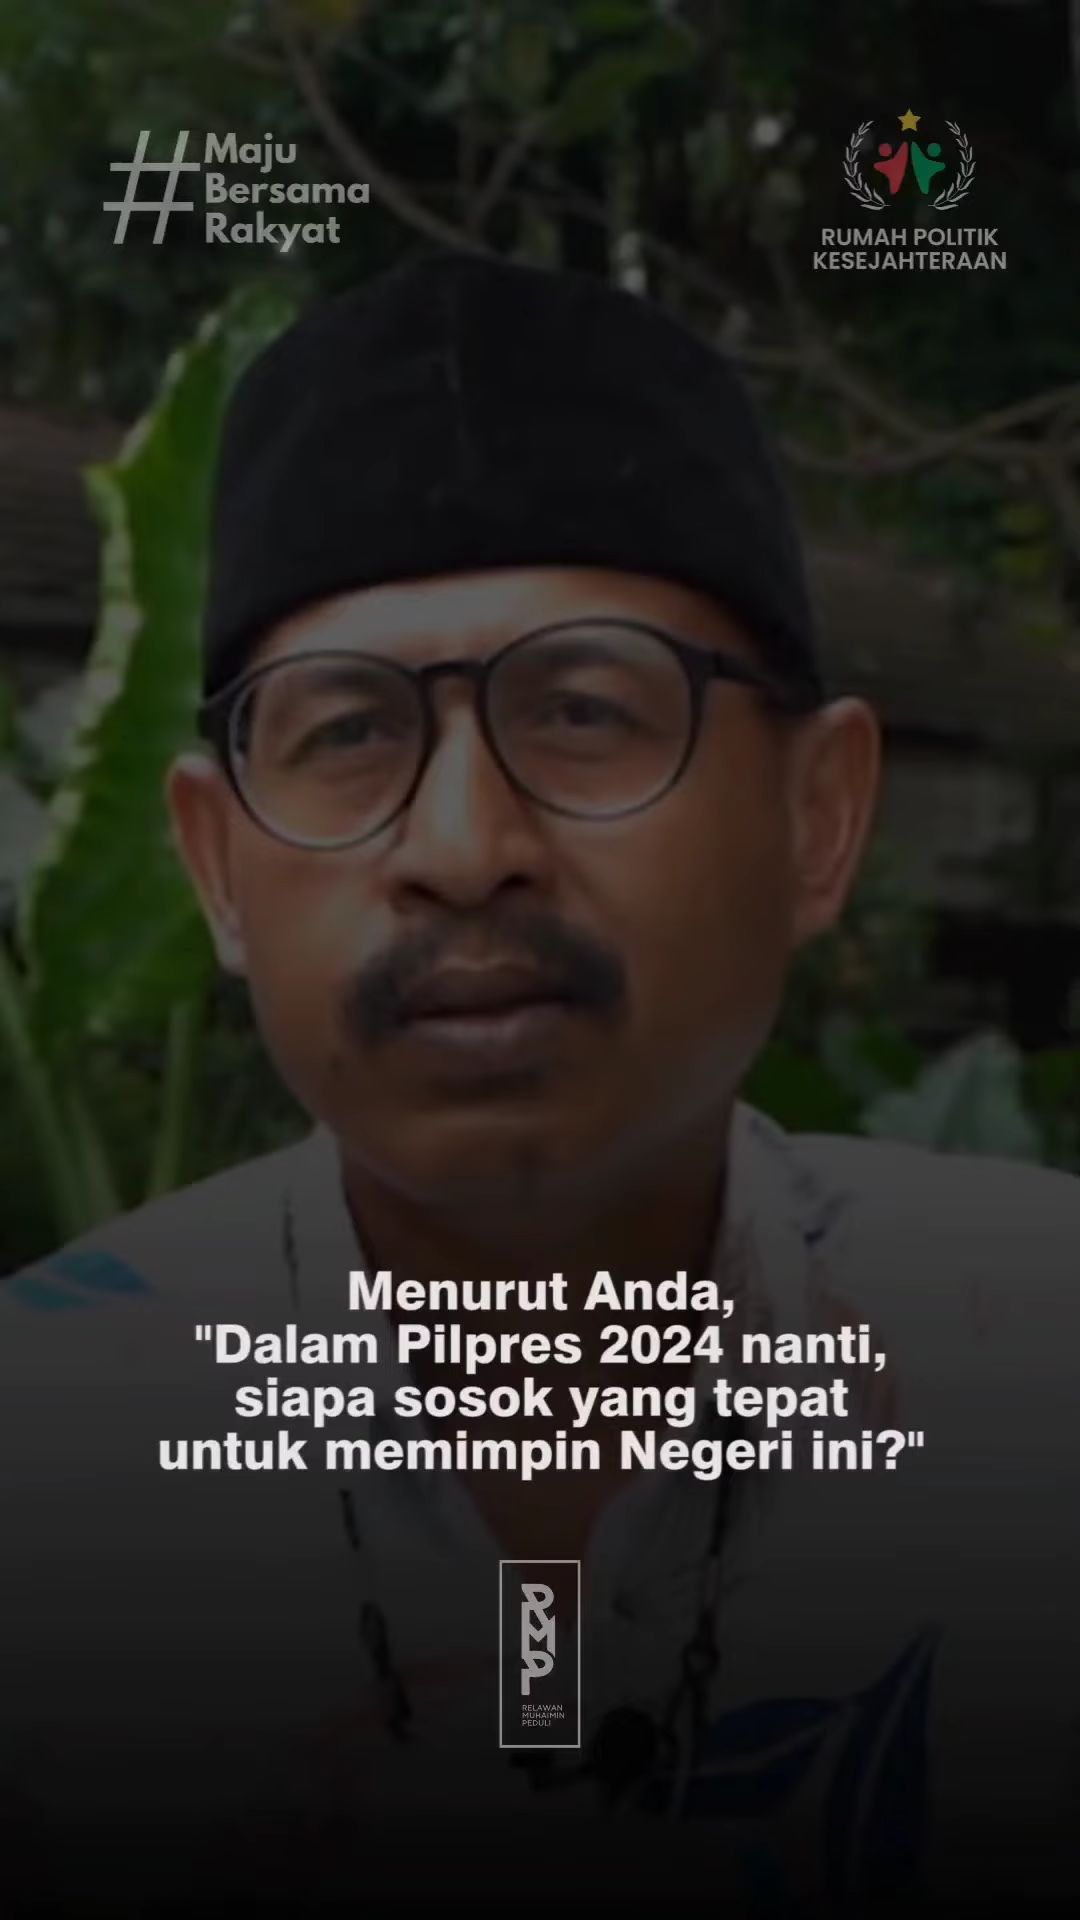 #Maju
Bersama
Rakyat
RUMAH POLITIK
KESEJAHTERAAN
Menurut Anda,
"Dalam Pilpres 2024 nanti,
siapa sosok yang tepat
untuk memimpin Negeri ini?"
RMP
RELAWAN
MUHAIMIN
PEDULI